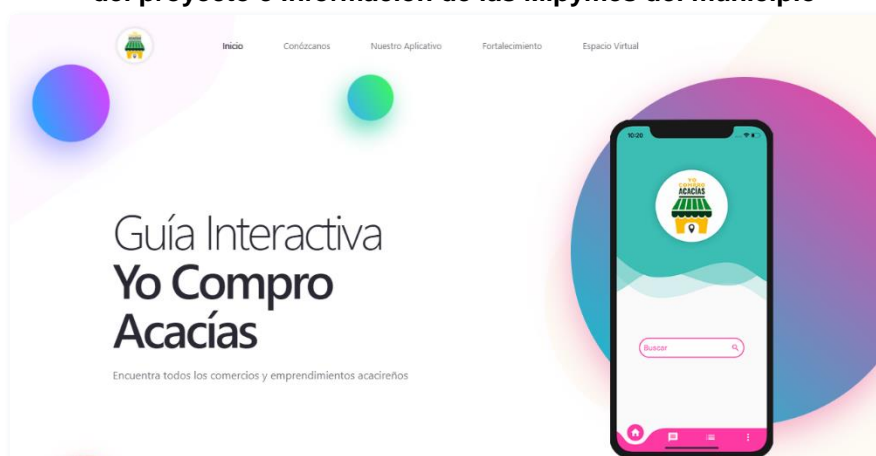 del proyecto e información de las Mipymes del municipio
Inicio Conózcanos Nuestro Aplicativo Fortalecimiento Espacio Virtual
10:20
YO
COMPRO
ACACÍAS
Guía Interactiva
Yo Compro
Acacías
Buscar
Encuentra todos los comercios y emprendimientos acacireños